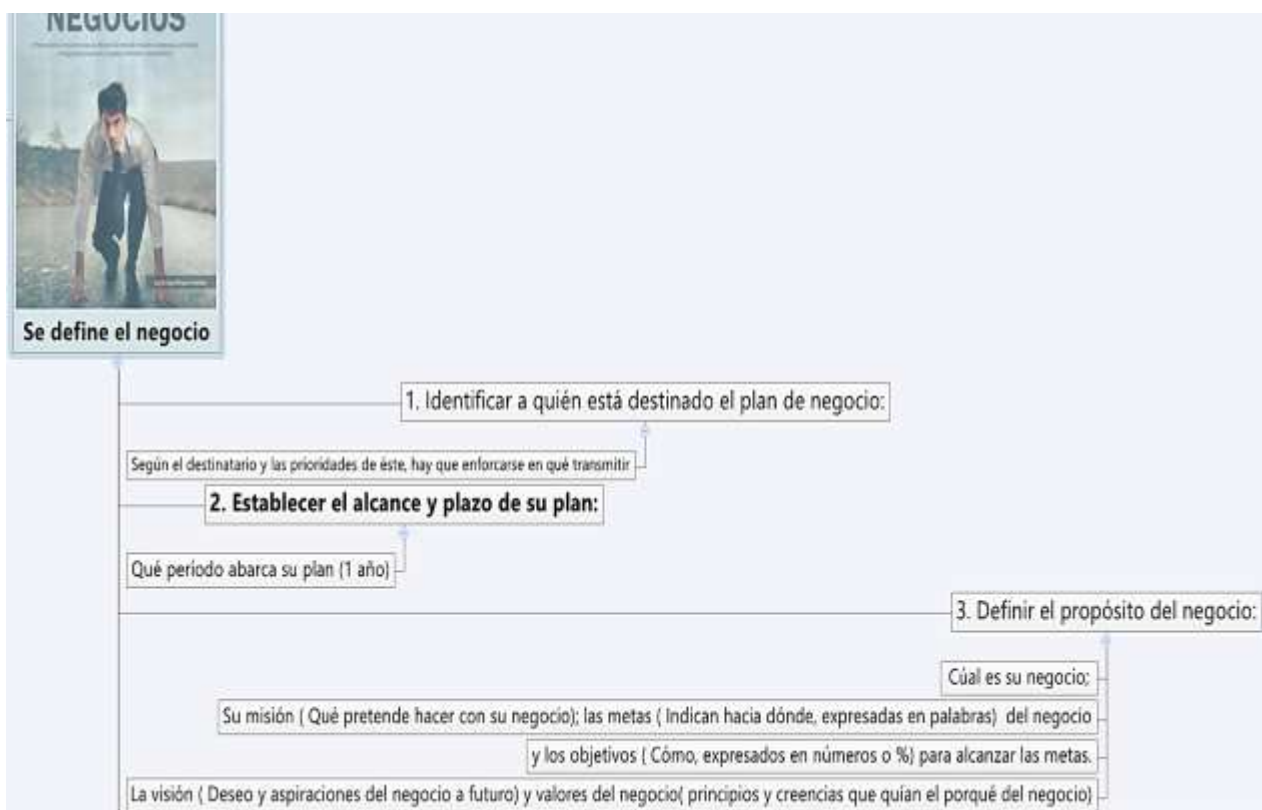 NEGOCIOS
Se define el negocio
1. Identificar a quién está destinado el plan de negocio:
Según el destinatario y las prioridades de éste, hay que enforcarse en qué transmitir
2. Establecer el alcance y plazo de su plan:
Qué período abarca su plan (1 año)
3. Definir el propósito del negocio:
Cúal es su negocio;
Su misión ( Qué pretende hacer con su negocio); las metas ( Indican hacia dónde, expresadas en palabras) del negocio
y los objetivos ( Cómo, expresados en números o %) para alcanzar las metas.
La visión ( Deseo y aspiraciones del negocio a futuro) y valores del negocio( principios y creencias que quían el porqué del negocio)